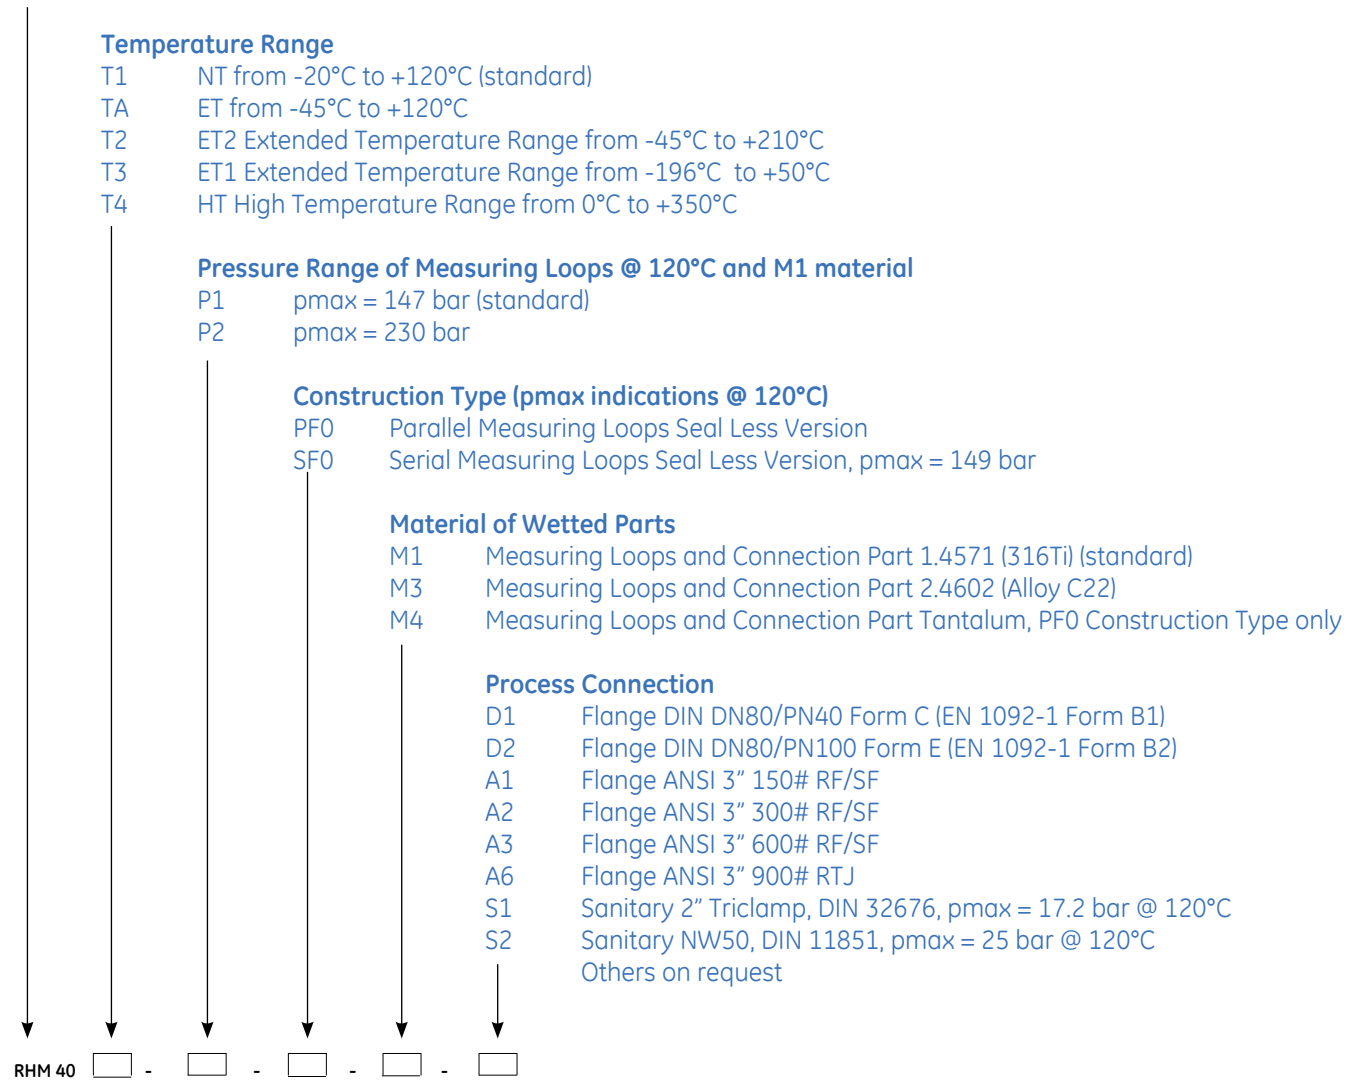 Temperature Range
T1 NT from -20°C to +120°C (standard)
TA ET from -45°C to +120°C
T2 ET2 Extended Temperature Range from -45°C to +210°C
T3 ET1 Extended Temperature Range from -196°C to +50°C
T4 HT High Temperature Range from 0°C to +350°C
Pressure Range of Measuring Loops @ 120°C and M1 material
P1 pmax = 147 bar (standard)
P2 pmax = 230 bar
Construction Type (pmax indications @ 120°C)
PF0 Parallel Measuring Loops Seal Less Version
SF0 Serial Measuring Loops Seal Less Version, pmax = 149 bar
Material of Wetted Parts
M1 Measuring Loops and Connection Part 1.4571 (316Ti) (standard)
M3 Measuring Loops and Connection Part 2.4602 (Alloy C22)
M4 Measuring Loops and Connection Part Tantalum, PF0 Construction Type only
Process Connection
D1 Flange DIN DN80/PN40 Form C (EN 1092-1 Form B1)
D2 Flange DIN DN80/PN100 Form E (EN 1092-1 Form B2)
A1 Flange ANSI 3” 150# RF/SF
A2 Flange ANSI 3” 300# RF/SF
A3 Flange ANSI 3” 600# RF/SF
A6 Flange ANSI 3” 900# RTJ
S1 Sanitary 2” Triclamp, DIN 32676, pmax = 17.2 bar @ 120°C
S2 Sanitary NW50, DIN 11851, pmax = 25 bar @ 120°C
Others on request
RHM 40 - - - -